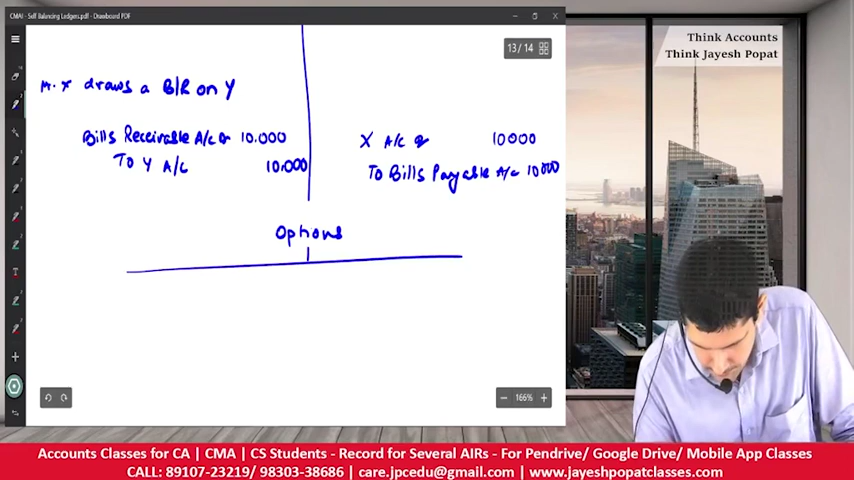 CMAI - Self Balancing Ledgers.pdf - Drawboard PDF
13 / 14
Think Accounts
Think Jayesh Popat
Mr. X draws a B/R on Y
Bills Receivable A/c Dr 10.000
To Y A/c 10.000
X A/c Dr 10000
To Bills Payable A/c 10000
Options
166%
Accounts Classes for CA | CMA | CS Students - Record for Several AIRs - For Pendrive/ Google Drive/ Mobile App Classes
CALL: 89107-23219/ 98303-38686 | care.jpcedu@gmail.com | www.jayeshpopatclasses.com